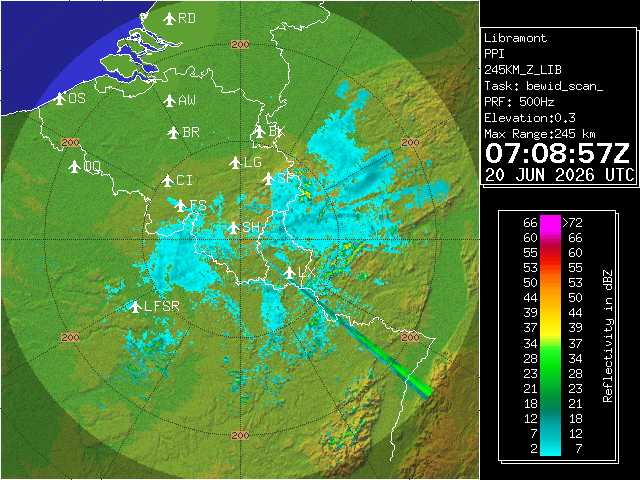 RD
200
OS
AW
BR
BK
200
200
QQ
LG
CI
SP
FS
SH
LX
LFSR
200
200
200
Libramont
PPI
245KM_Z_LIB
Task: bewid_scan_
PRF: 500Hz
Elevation:0.3
Max Range:245 km
07:08:57Z
20 JUN 2026 UTC
66 >72
60 66
55 60
53 55
50 53
44 50
39 44
37 39
34 37
28 34
23 28
21 23
18 21
12 18
7 12
2 7
Reflectivity in dBZ